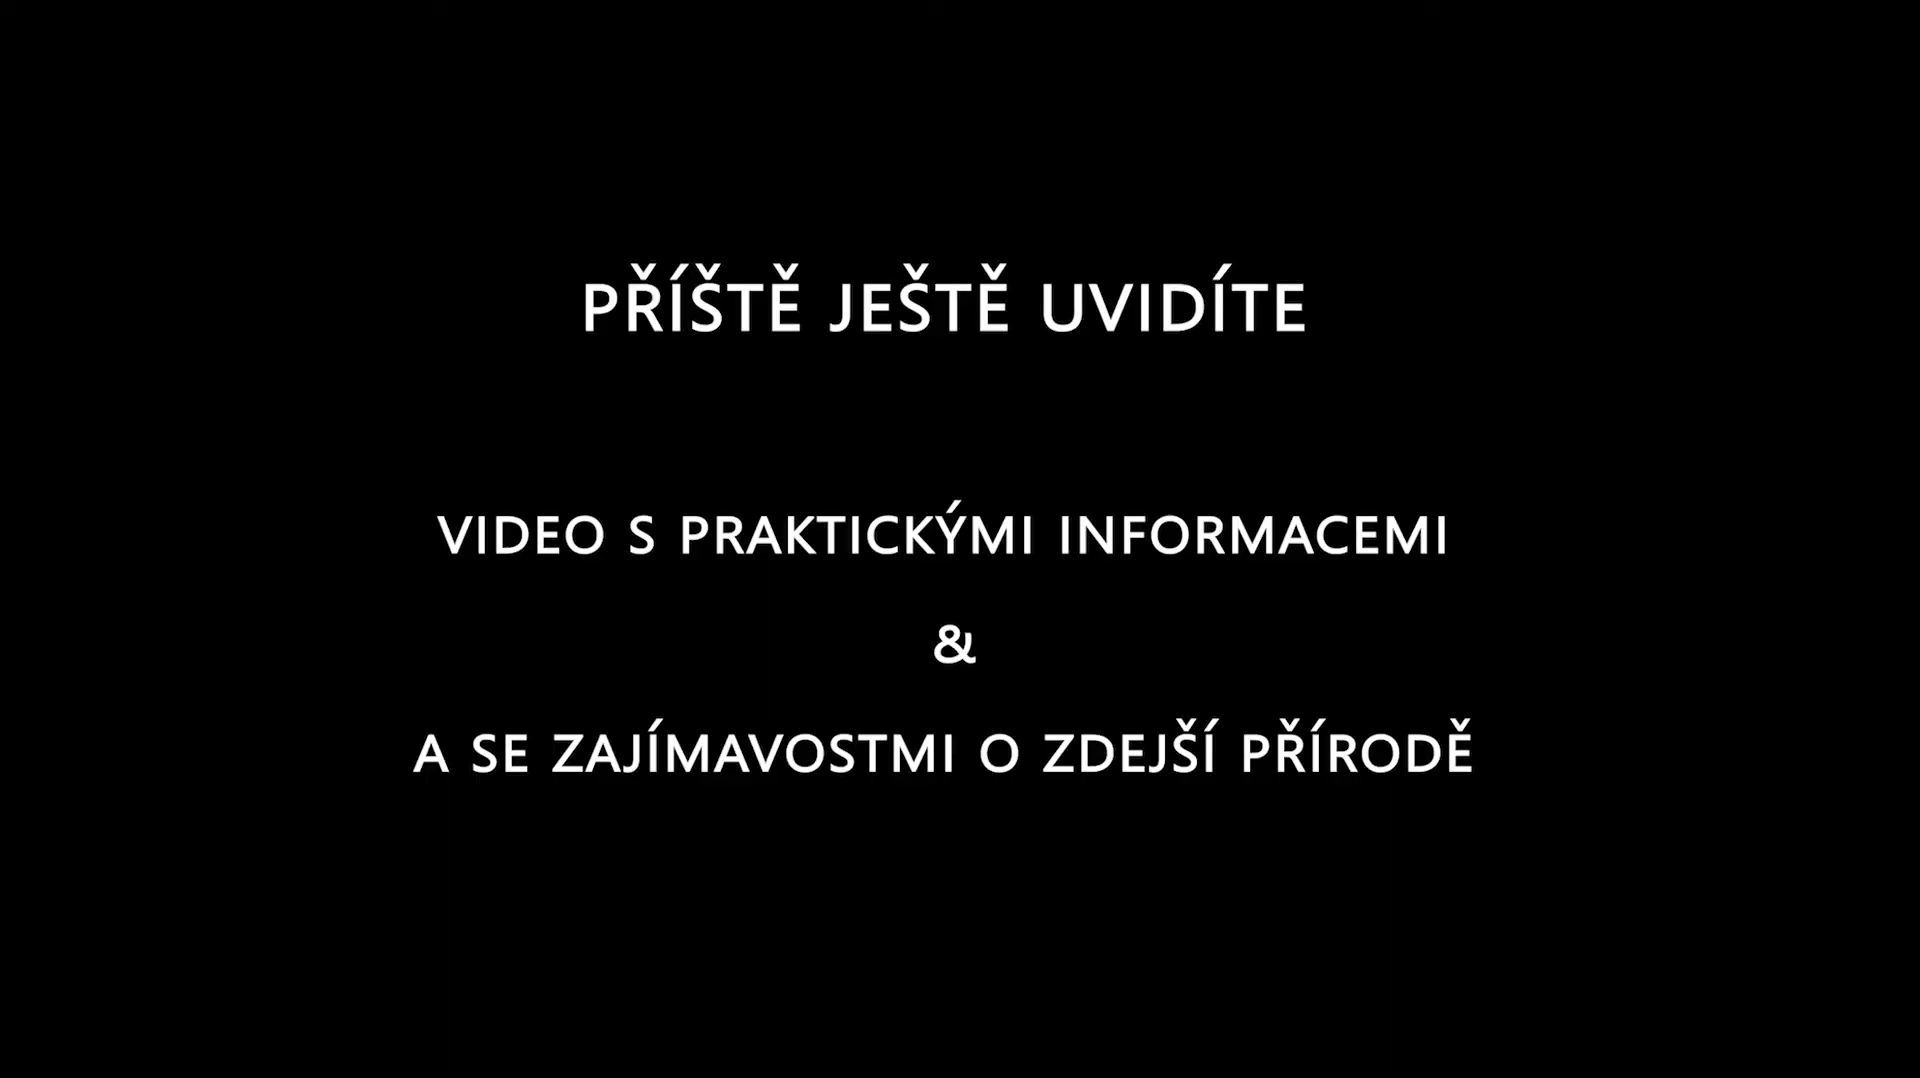 PŘÍŠTĚ JEŠTĚ UVIDÍTE
VIDEO S PRAKTICKÝMI INFORMACEMI
&
A SE ZAJÍMAVOSTMI O ZDEJŠÍ PŘÍRODĚ